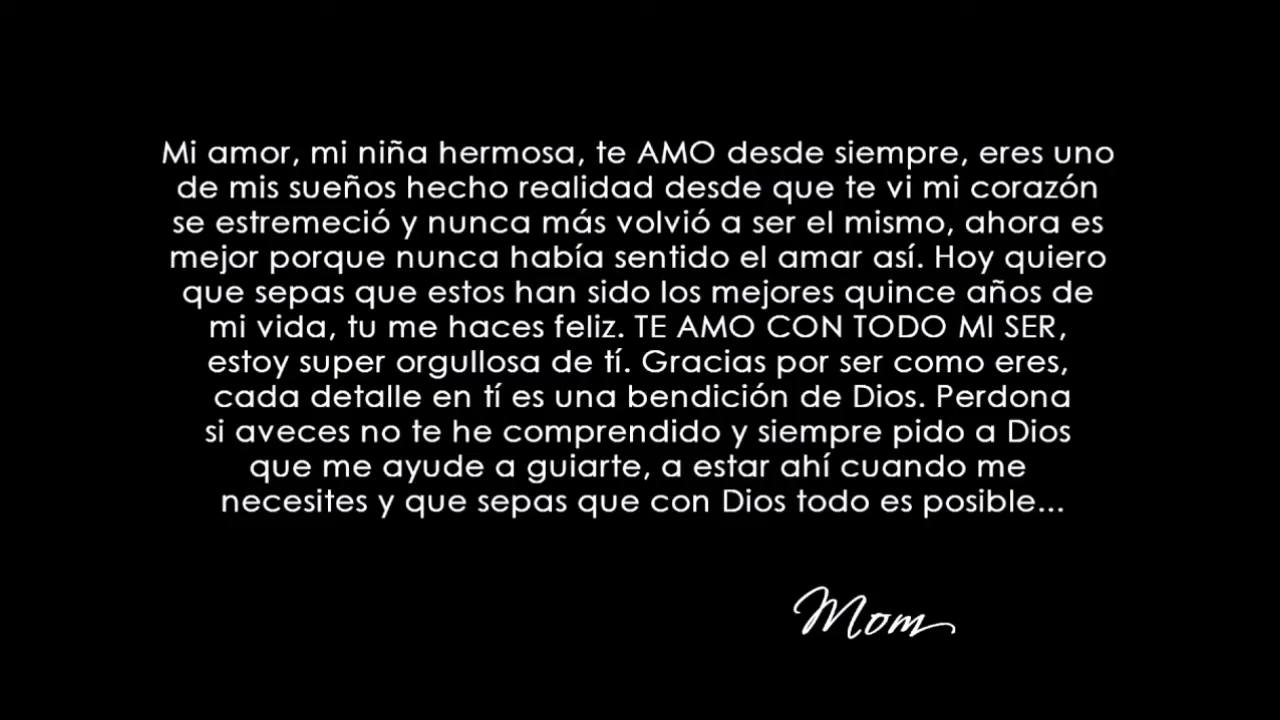 Mi amor, mi niña hermosa, te AMO desde siempre, eres uno
de mis sueños hecho realidad desde que te vi mi corazón
se estremeció y nunca más volvió a ser el mismo, ahora es
mejor porque nunca había sentido el amar así. Hoy quiero
que sepas que estos han sido los mejores quince años de
mi vida, tu me haces feliz. TE AMO CON TODO MI SER,
estoy super orgullosa de tí. Gracias por ser como eres,
cada detalle en tí es una bendición de Dios. Perdona
si aveces no te he comprendido y siempre pido a Dios
que me ayude a guiarte, a estar ahí cuando me
necesites y que sepas que con Dios todo es posible...
Mom